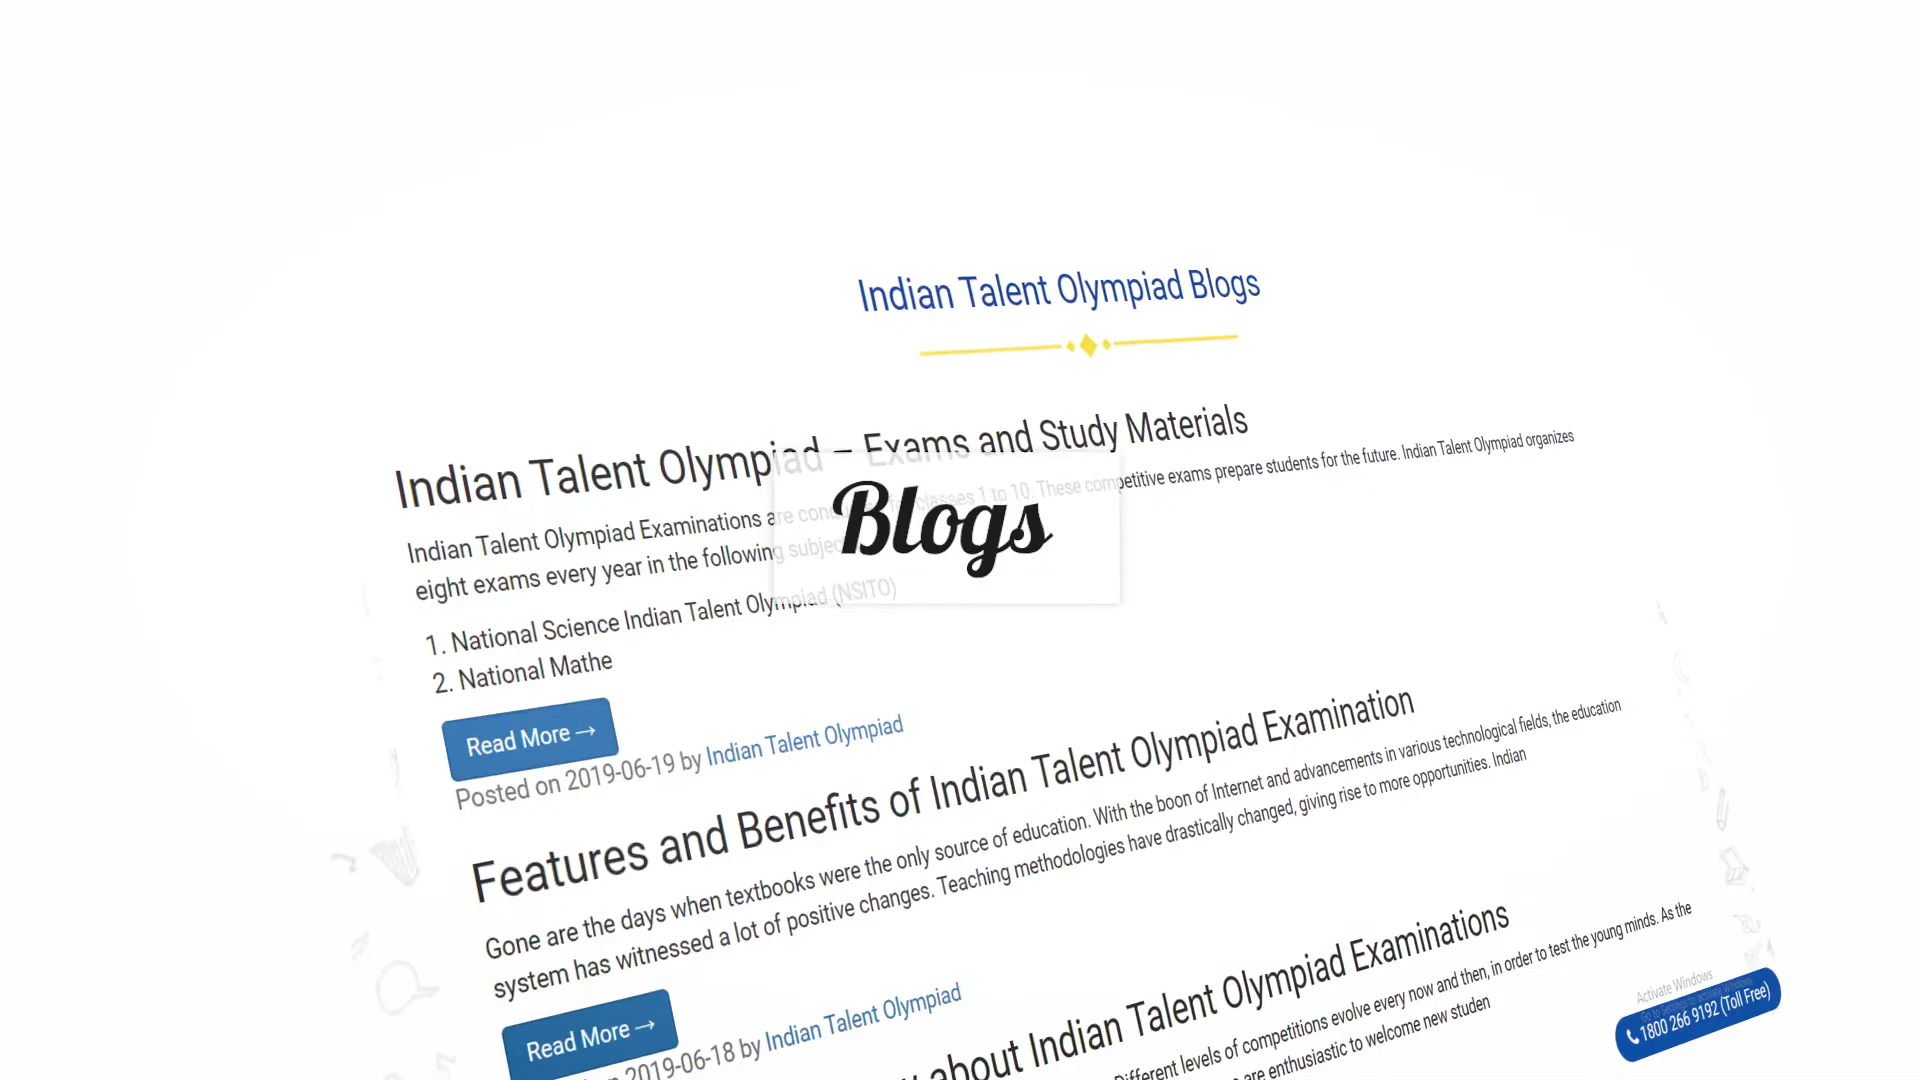 Indian Talent Olympiad Blogs
Indian Talent Olympiad – Exams and Study Materials
Indian Talent Olympiad Examinations are conducted for classes 1 to 10. These competitive exams prepare students for the future. Indian Talent Olympiad organizes
eight exams every year in the following subjec
Blogs
1. National Science Indian Talent Olympiad (NSITO)
2. National Mathe
Read More →
Posted on 2019-06-19 by Indian Talent Olympiad
Features and Benefits of Indian Talent Olympiad Examination
Gone are the days when textbooks were the only source of education. With the boon of Internet and advancements in various technological fields, the education
system has witnessed a lot of positive changes. Teaching methodologies have drastically changed, giving rise to more opportunities. Indian
Read More →
2019-06-18 by Indian Talent Olympiad
about Indian Talent Olympiad Examinations
Different levels of competitions evolve every now and then, in order to test the young minds. As the
are enthusiastic to welcome new studen
Activate Windows
Go to Settings to activate Windows.
1800 266 9192 (Toll Free)